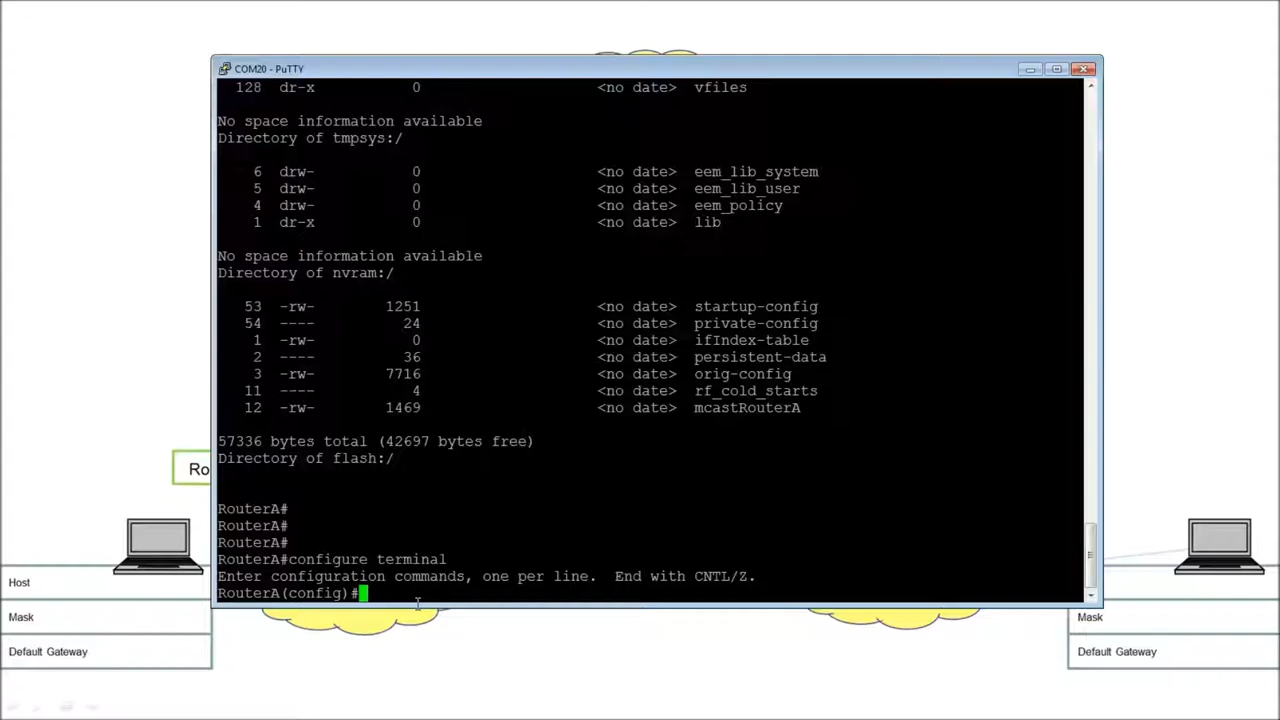 COM20 - PuTTY
128 dr-x 0 <no date> vfiles
No space information available
Directory of tmpsys:/
6 drw- 0 <no date> eem_lib_system
5 drw- 0 <no date> eem_lib_user
4 drw- 0 <no date> eem_policy
1 dr-x 0 <no date> lib
No space information available
Directory of nvram:/
53 -rw- 1251 <no date> startup-config
54 ---- 24 <no date> private-config
1 -rw- 0 <no date> ifIndex-table
2 ---- 36 <no date> persistent-data
3 -rw- 7716 <no date> orig-config
11 ---- 4 <no date> rf_cold_starts
12 -rw- 1469 <no date> mcastRouterA
57336 bytes total (42697 bytes free)
Directory of flash:/
Ro
RouterA#
RouterA#
RouterA#
RouterA#configure terminal
Enter configuration commands, one per line. End with CNTL/Z.
RouterA(config)#
Host
Mask
Default Gateway
Mask
Default Gateway